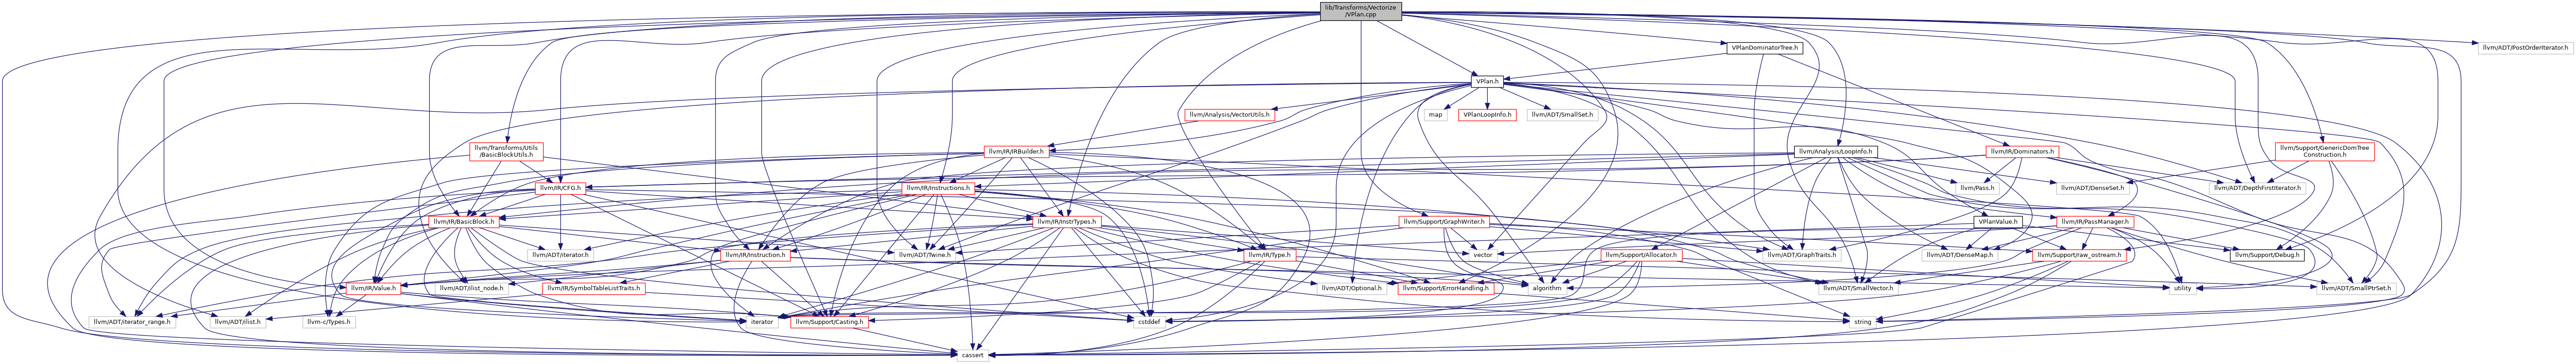 lib/Transforms/Vectorize
/VPlan.cpp
VPlanDominatorTree.h
llvm/ADT/PostOrderIterator.h
VPlan.h
llvm/Analysis/VectorUtils.h
map
VPlanLoopInfo.h
llvm/ADT/SmallSet.h
llvm/Transforms/Utils
/BasicBlockUtils.h
llvm/IR/IRBuilder.h
llvm/Analysis/LoopInfo.h
llvm/IR/Dominators.h
llvm/Support/GenericDomTree
Construction.h
llvm/IR/CFG.h
llvm/IR/Instructions.h
llvm/Pass.h
llvm/ADT/DenseSet.h
llvm/ADT/DepthFirstIterator.h
llvm/IR/BasicBlock.h
llvm/IR/InstrTypes.h
llvm/Support/GraphWriter.h
VPlanValue.h
llvm/IR/PassManager.h
llvm/ADT/iterator.h
llvm/IR/Instruction.h
llvm/ADT/Twine.h
llvm/IR/Type.h
vector
llvm/ADT/GraphTraits.h
llvm/Support/Allocator.h
llvm/ADT/DenseMap.h
llvm/Support/raw_ostream.h
llvm/Support/Debug.h
llvm/IR/Value.h
llvm/ADT/ilist_node.h
llvm/IR/SymbolTableListTraits.h
llvm/ADT/Optional.h
llvm/Support/ErrorHandling.h
algorithm
llvm/ADT/SmallVector.h
utility
llvm/ADT/SmallPtrSet.h
llvm/ADT/iterator_range.h
llvm/ADT/ilist.h
llvm-c/Types.h
iterator
llvm/Support/Casting.h
cstddef
string
cassert